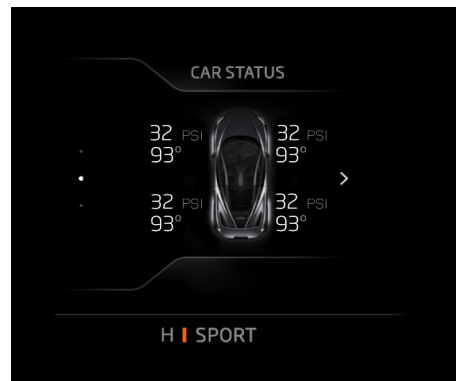 CAR STATUS
32 PSI 32 PSI
93° 93°
32 PSI 32 PSI
93° 93°
H SPORT